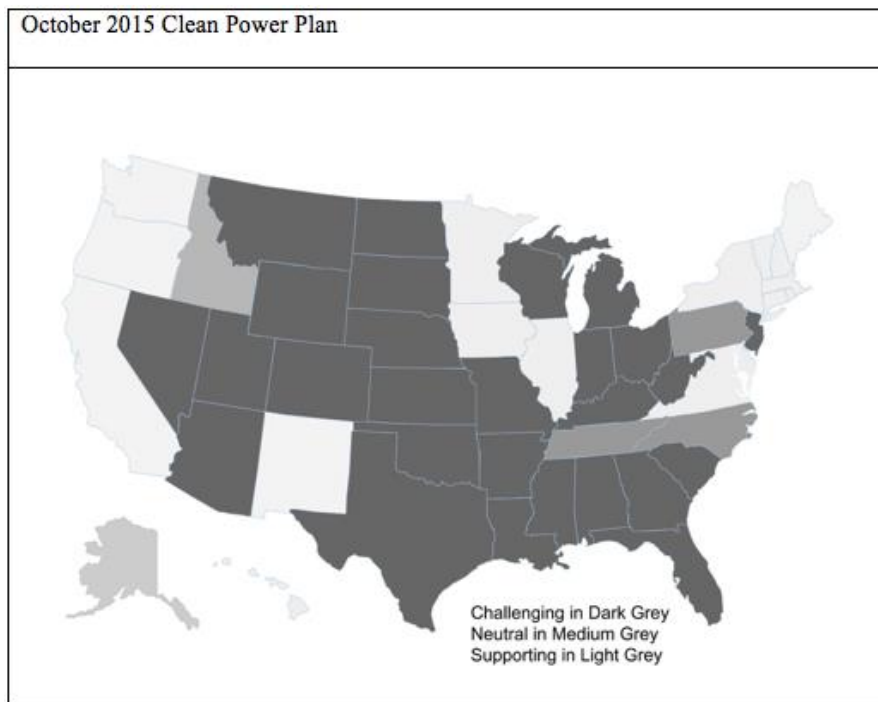 October 2015 Clean Power Plan
Challenging in Dark Grey
Neutral in Medium Grey
Supporting in Light Grey